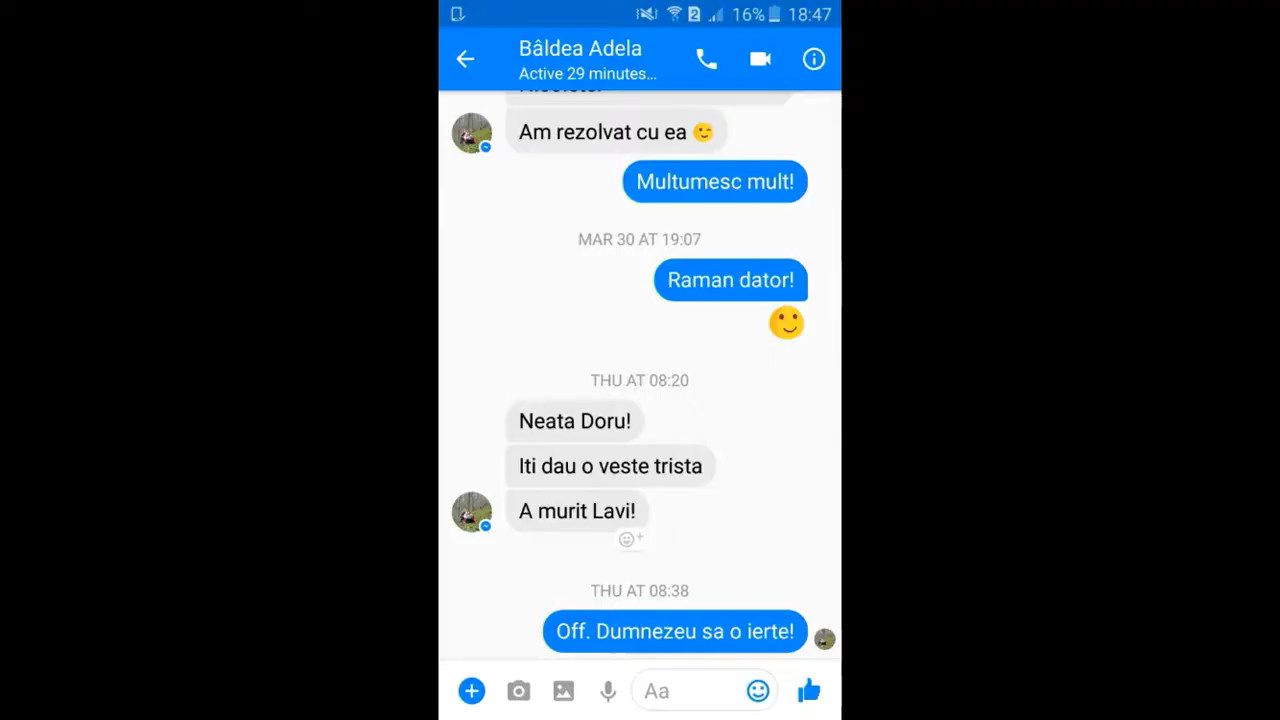 2 16% 18:47
Bâldea Adela
Active 29 minutes...
Am rezolvat cu ea
Multumesc mult!
MAR 30 AT 19:07
Raman dator!
THU AT 08:20
Neata Doru!
Iti dau o veste trista
A murit Lavi!
THU AT 08:38
Off. Dumnezeu sa o ierte!
Aa